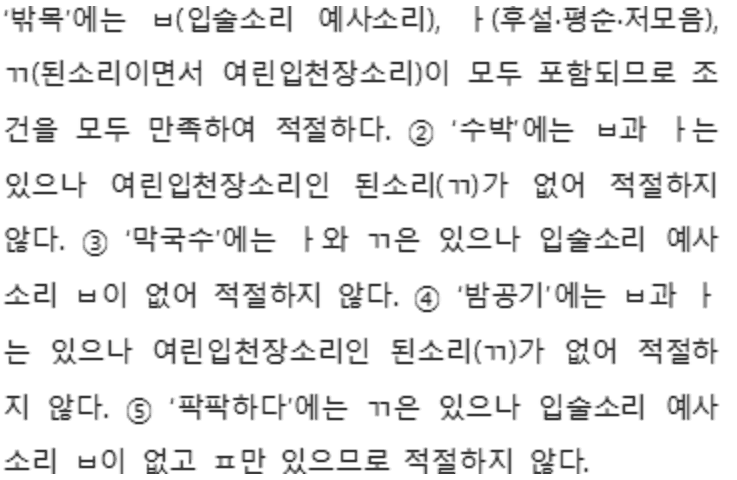 '밖목'에는 ㅂ(입술소리 예사소리), ㅏ(후설·평순·저모음),
ㄲ(된소리이면서 여린입천장소리)이 모두 포함되므로 조
건을 모두 만족하여 적절하다. ② '수박'에는 ㅂ과 ㅏ는
있으나 여린입천장소리인 된소리(ㄲ)가 없어 적절하지
않다. ③ '막국수'에는 ㅏ와 ㄲ은 있으나 입술소리 예사
소리 ㅂ이 없어 적절하지 않다. ④ '밤공기'에는 ㅂ과 ㅏ
는 있으나 여린입천장소리인 된소리(ㄲ)가 없어 적절하
지 않다. ⑤ '팍팍하다'에는 ㄲ은 있으나 입술소리 예사
소리 ㅂ이 없고 ㅍ만 있으므로 적절하지 않다.